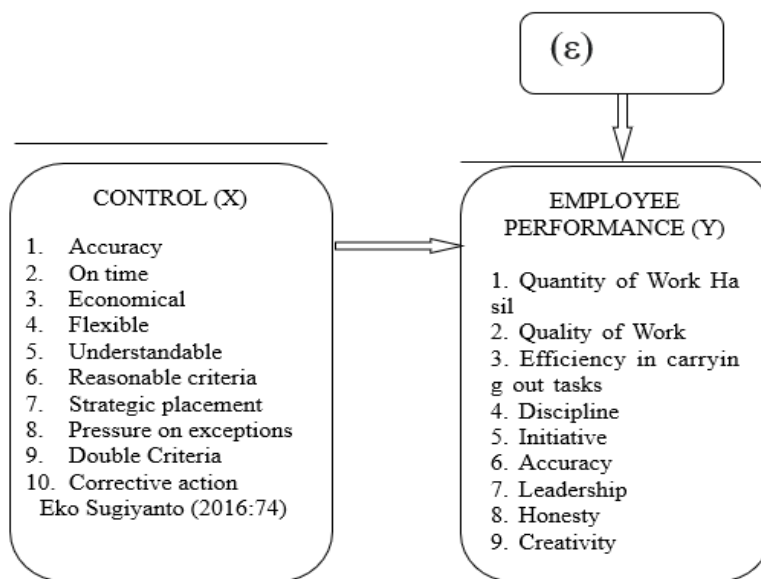 (ε)
CONTROL (X)
1. Accuracy
2. On time
3. Economical
4. Flexible
5. Understandable
6. Reasonable criteria
7. Strategic placement
8. Pressure on exceptions
9. Double Criteria
10. Corrective action
Eko Sugiyanto (2016:74)
EMPLOYEE
PERFORMANCE (Y)
1. Quantity of Work Ha
sil
2. Quality of Work
3. Efficiency in carryin
g out tasks
4. Discipline
5. Initiative
6. Accuracy
7. Leadership
8. Honesty
9. Creativity